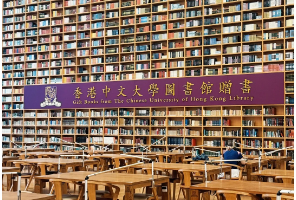 香港中文大學圖書館贈書
Gift Books from The Chinese University of Hong Kong Library